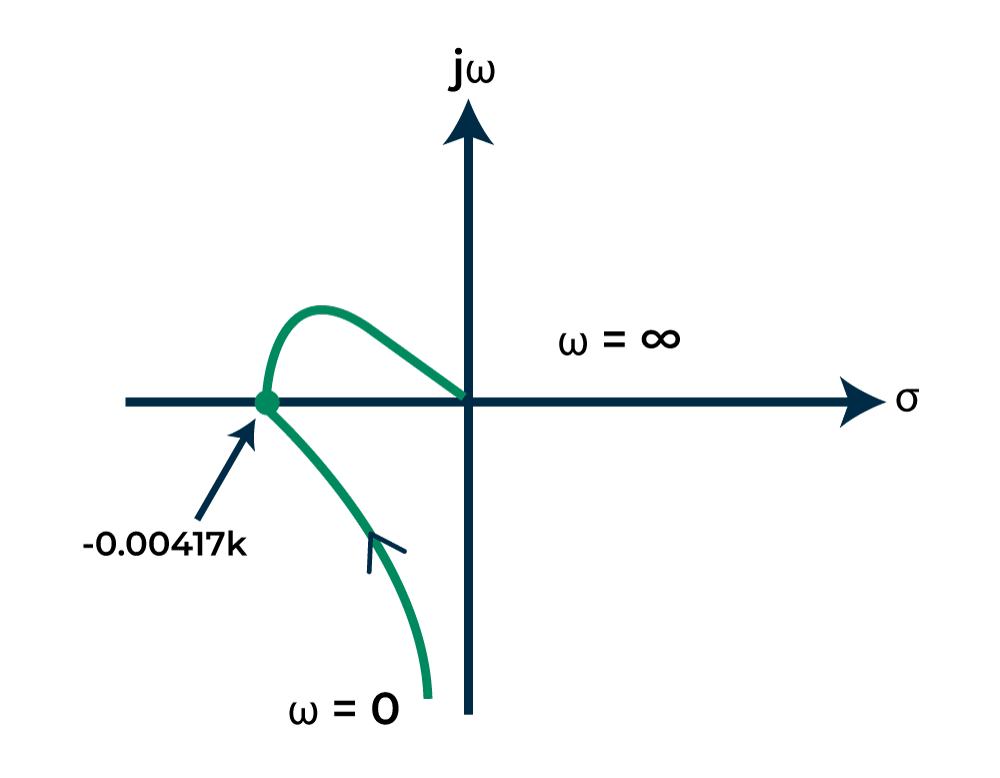 jω
ω = ∞
σ
-0.00417k
ω = 0